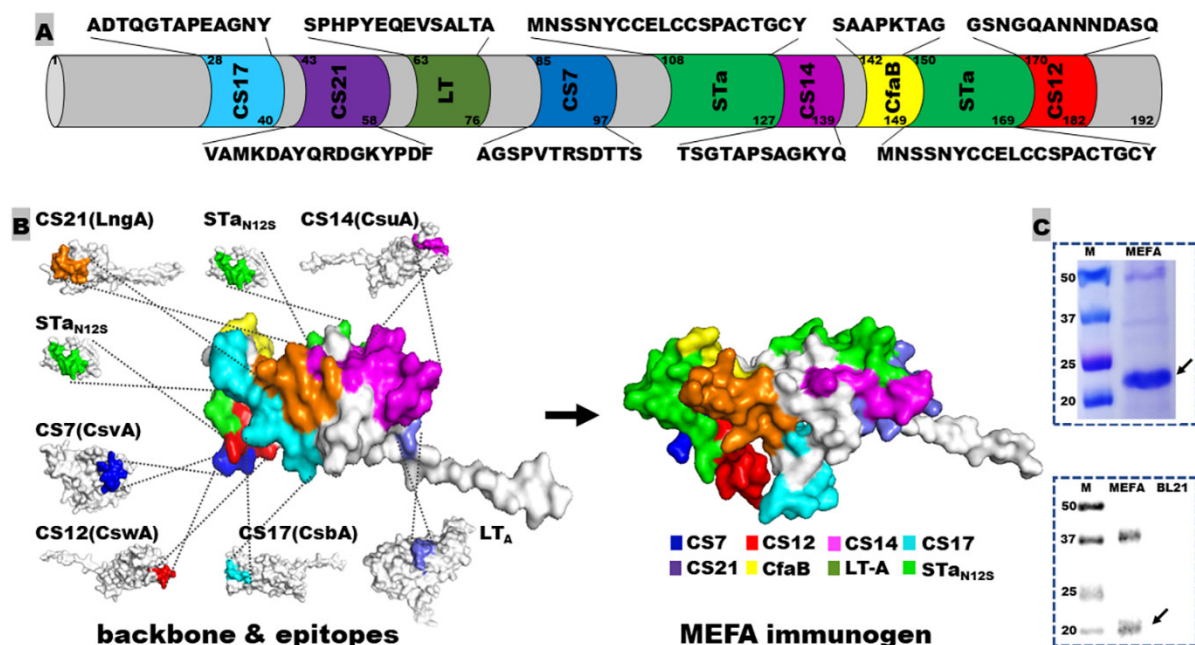 A
ADTQGTAPEAGNY SPHPYEQEVSALTA MNSSNYCCELCCSPACTGCY SAAPKTAG GSNGQANNNDASQ
1 28 43 63 85 108 142 150 170
CS17 CS21 LT CS7 STa CS14 CfaB STa CS12
40 58 76 97 127 139 149 169 182 192
VAMKDAYQRDGKYPDF AGSPVTRSDTTS TSGTAPSAGKYQ MNSSNYCCELCCSPACTGCY
B
CS21(LngA) STaN12S CS14(CsuA)
STaN12S
CS7(CsvA)
CS12(CswA) CS17(CsbA) LTA
backbone & epitopes
CS7 CS12 CS14 CS17
CS21 CfaB LT-A STaN12S
MEFA immunogen
C
M MEFA
50
37
25
20
M MEFA BL21
50
37
25
20